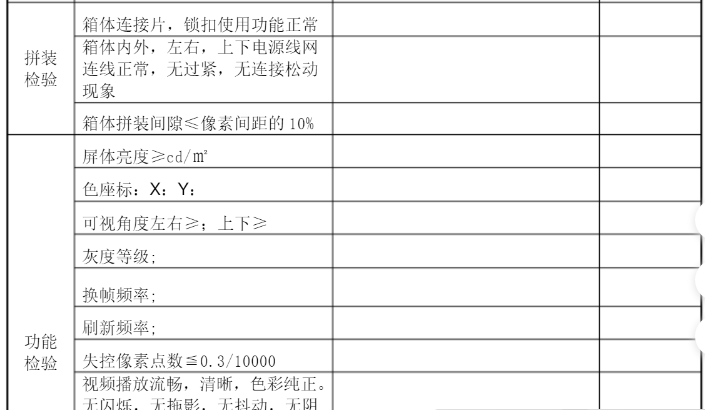 箱体连接片，锁扣使用功能正常
拼装
检验
箱体内外，左右，上下电源线网
连线正常，无过紧，无连接松动
现象
箱体拼装间隙≤像素间距的 10%
功能
检验
屏体亮度≥cd/㎡
色座标：X：Y：
可视角度左右≥；上下≥
灰度等级;
换帧频率;
刷新频率;
失控像素点数≦0.3/10000
视频播放流畅，清晰，色彩纯正。
无闪烁，无拖影，无抖动，无阴